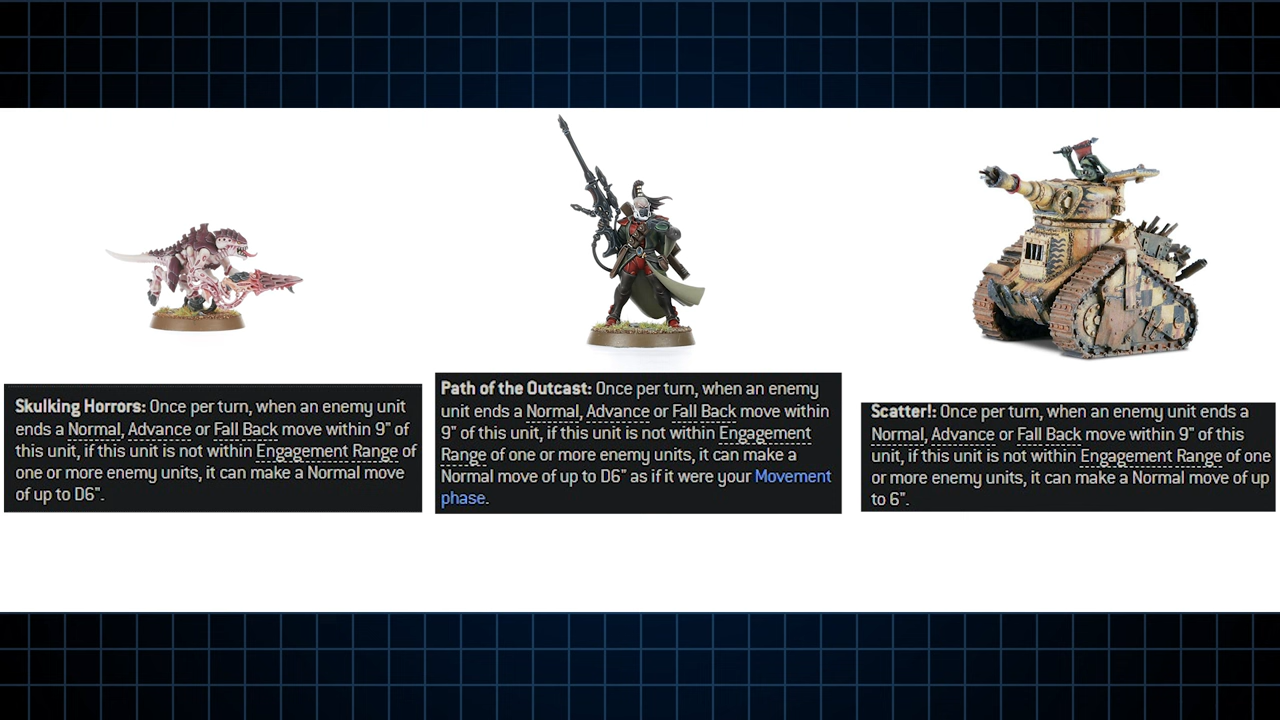 Skulking Horrors: Once per turn, when an enemy unit
ends a Normal, Advance or Fall Back move within 9" of
this unit, if this unit is not within Engagement Range of
one or more enemy units, it can make a Normal move
of up to D6".
Path of the Outcast: Once per turn, when an enemy
unit ends a Normal, Advance or Fall Back move within
9" of this unit, if this unit is not within Engagement
Range of one or more enemy units, it can make a
Normal move of up to D6" as if it were your Movement
phase.
Scatter!: Once per turn, when an enemy unit ends a
Normal, Advance or Fall Back move within 9" of this
unit, if this unit is not within Engagement Range of one
or more enemy units, it can make a Normal move of up
to 6".